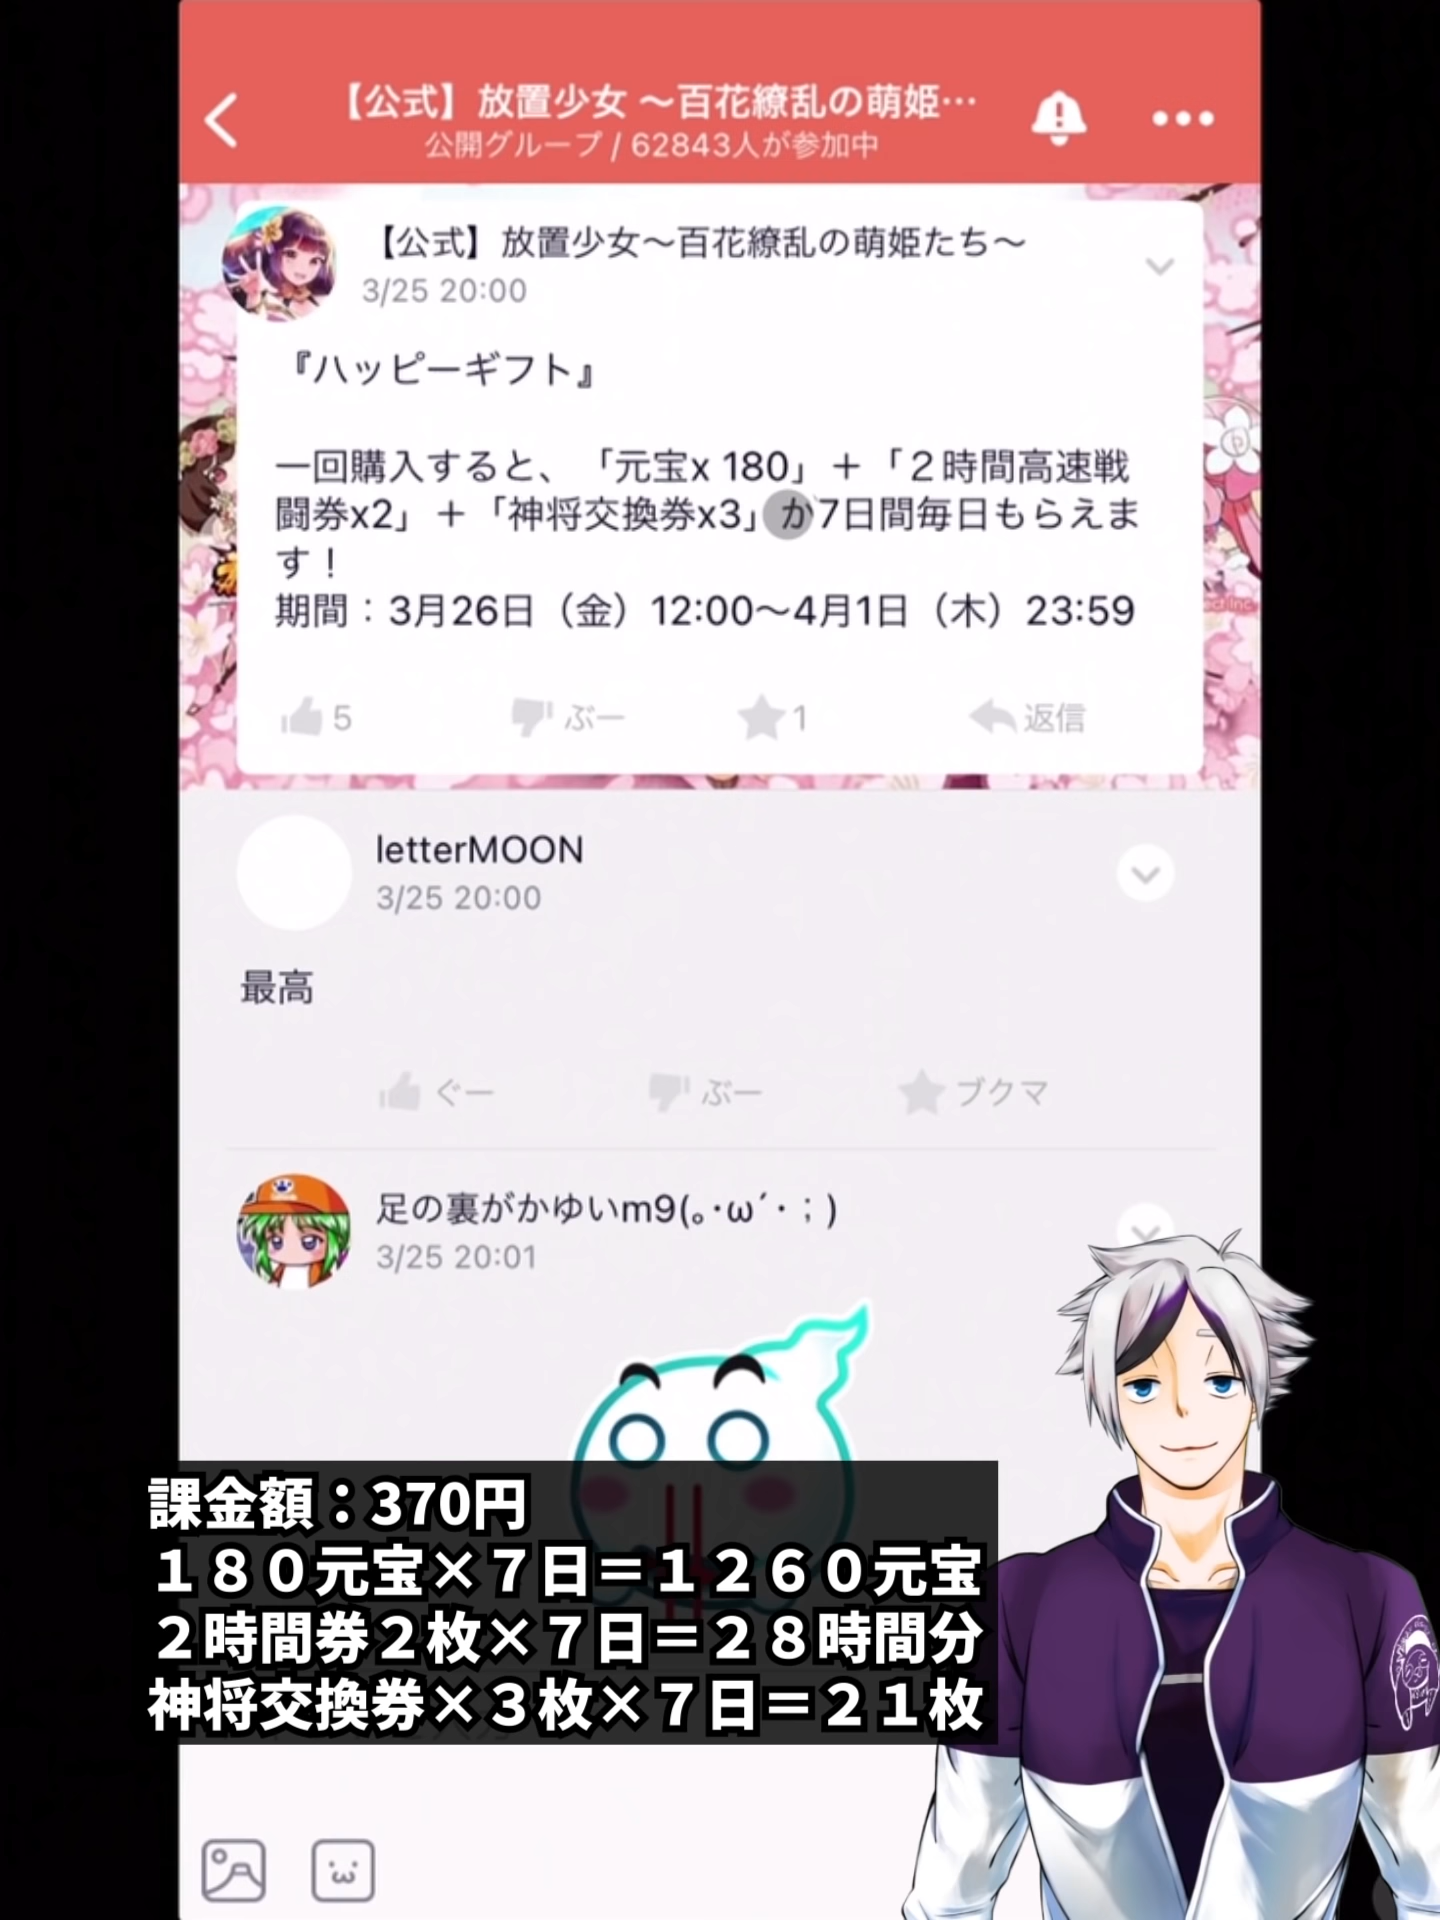 【公式】放置少女 〜百花繚乱の萌姫…
公開グループ / 62843人が参加中
【公式】放置少女〜百花繚乱の萌姫たち〜
3/25 20:00
『ハッピーギフト』
一回購入すると、「元宝x 180」＋「２時間高速戦
闘券x2」＋「神将交換券x3」が7日間毎日もらえま
す！
期間：3月26日（金）12:00〜4月1日（木）23:59
5
ぶー
1
返信
letterMOON
3/25 20:00
最高
ぐー
ぶー
ブクマ
足の裏がかゆいm9(｡･ω´･；)
3/25 20:01
課金額：370円
１８０元宝×７日＝１２６０元宝
２時間券２枚×７日＝２８時間分
神将交換券×３枚×７日＝２１枚